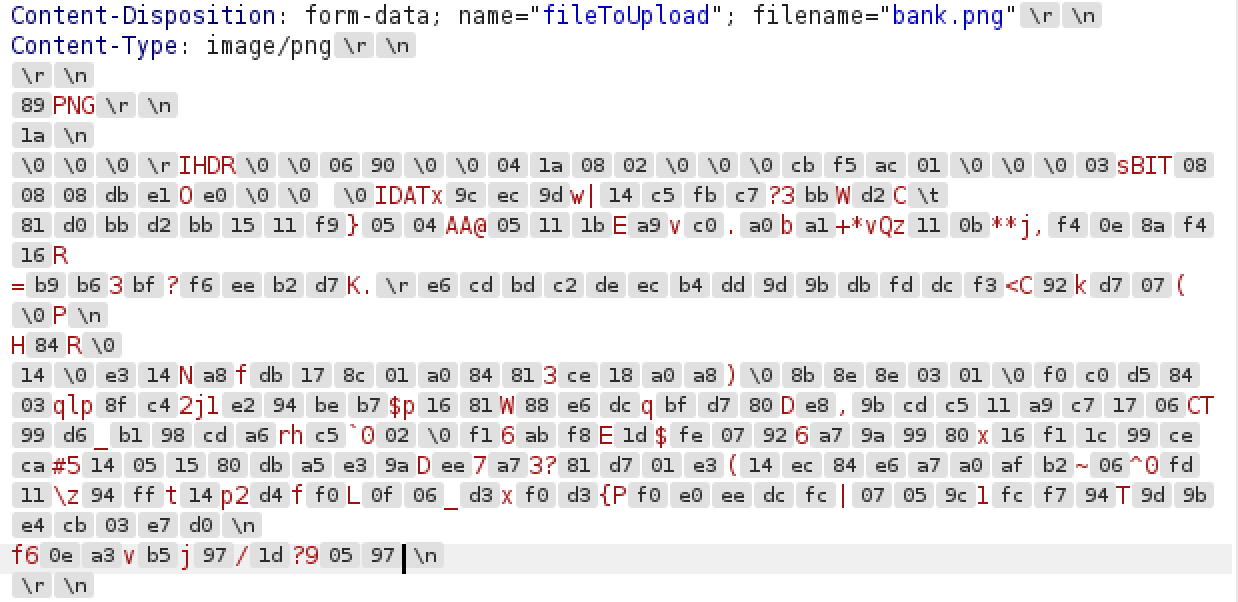 Content-Disposition: form-data; name="fileToUpload"; filename="bank.png" \r \n
Content-Type: image/png \r \n
\r \n
89 PNG \r \n
1a \n
\0 \0 \0 \r IHDR \0 \0 06 90 \0 \0 04 1a 08 02 \0 \0 \0 cb f5 ac 01 \0 \0 \0 03 sBIT 08
08 08 db e1 O e0 \0 \0 \0 IDATx 9c ec 9d w| 14 c5 fb c7 ?3 bb W d2 C \t
81 d0 bb d2 bb 15 11 f9 } 05 04 AA@ 05 11 1b E a9 v c0 . a0 b a1 +*vQz 11 0b **j, f4 0e 8a f4
16 R
= b9 b6 3 bf ? f6 ee b2 d7 K. \r e6 cd bd c2 de ec b4 dd 9d 9b db fd dc f3 <C 92 k d7 07 (
\0 P \n
H 84 R \0
14 \0 e3 14 N a8 f db 17 8c 01 a0 84 81 3 ce 18 a0 a8 ) \0 8b 8e 8e 03 01 \0 f0 c0 d5 84
03 qlp 8f c4 2jl e2 94 be b7 $p 16 81 W 88 e6 dc q bf d7 80 D e8 , 9b cd c5 11 a9 c7 17 06 CT
99 d6 _ b1 98 cd a6 rh c5 `0 02 \0 f1 6 ab f8 E 1d $ fe 07 92 6 a7 9a 99 80 x 16 f1 1c 99 ce
ca #5 14 05 15 80 db a5 e3 9a D ee 7 a7 3? 81 d7 01 e3 ( 14 ec 84 e6 a7 a0 af b2 ~ 06 ^0 fd
11 \z 94 ff t 14 p2 d4 f f0 L 0f 06 _ d3 x f0 d3 {P f0 e0 ee dc fc | 07 05 9c l fc f7 94 T 9d 9b
e4 cb 03 e7 d0 \n
f6 0e a3 v b5 j 97 / 1d ?9 05 97 \n
\r \n